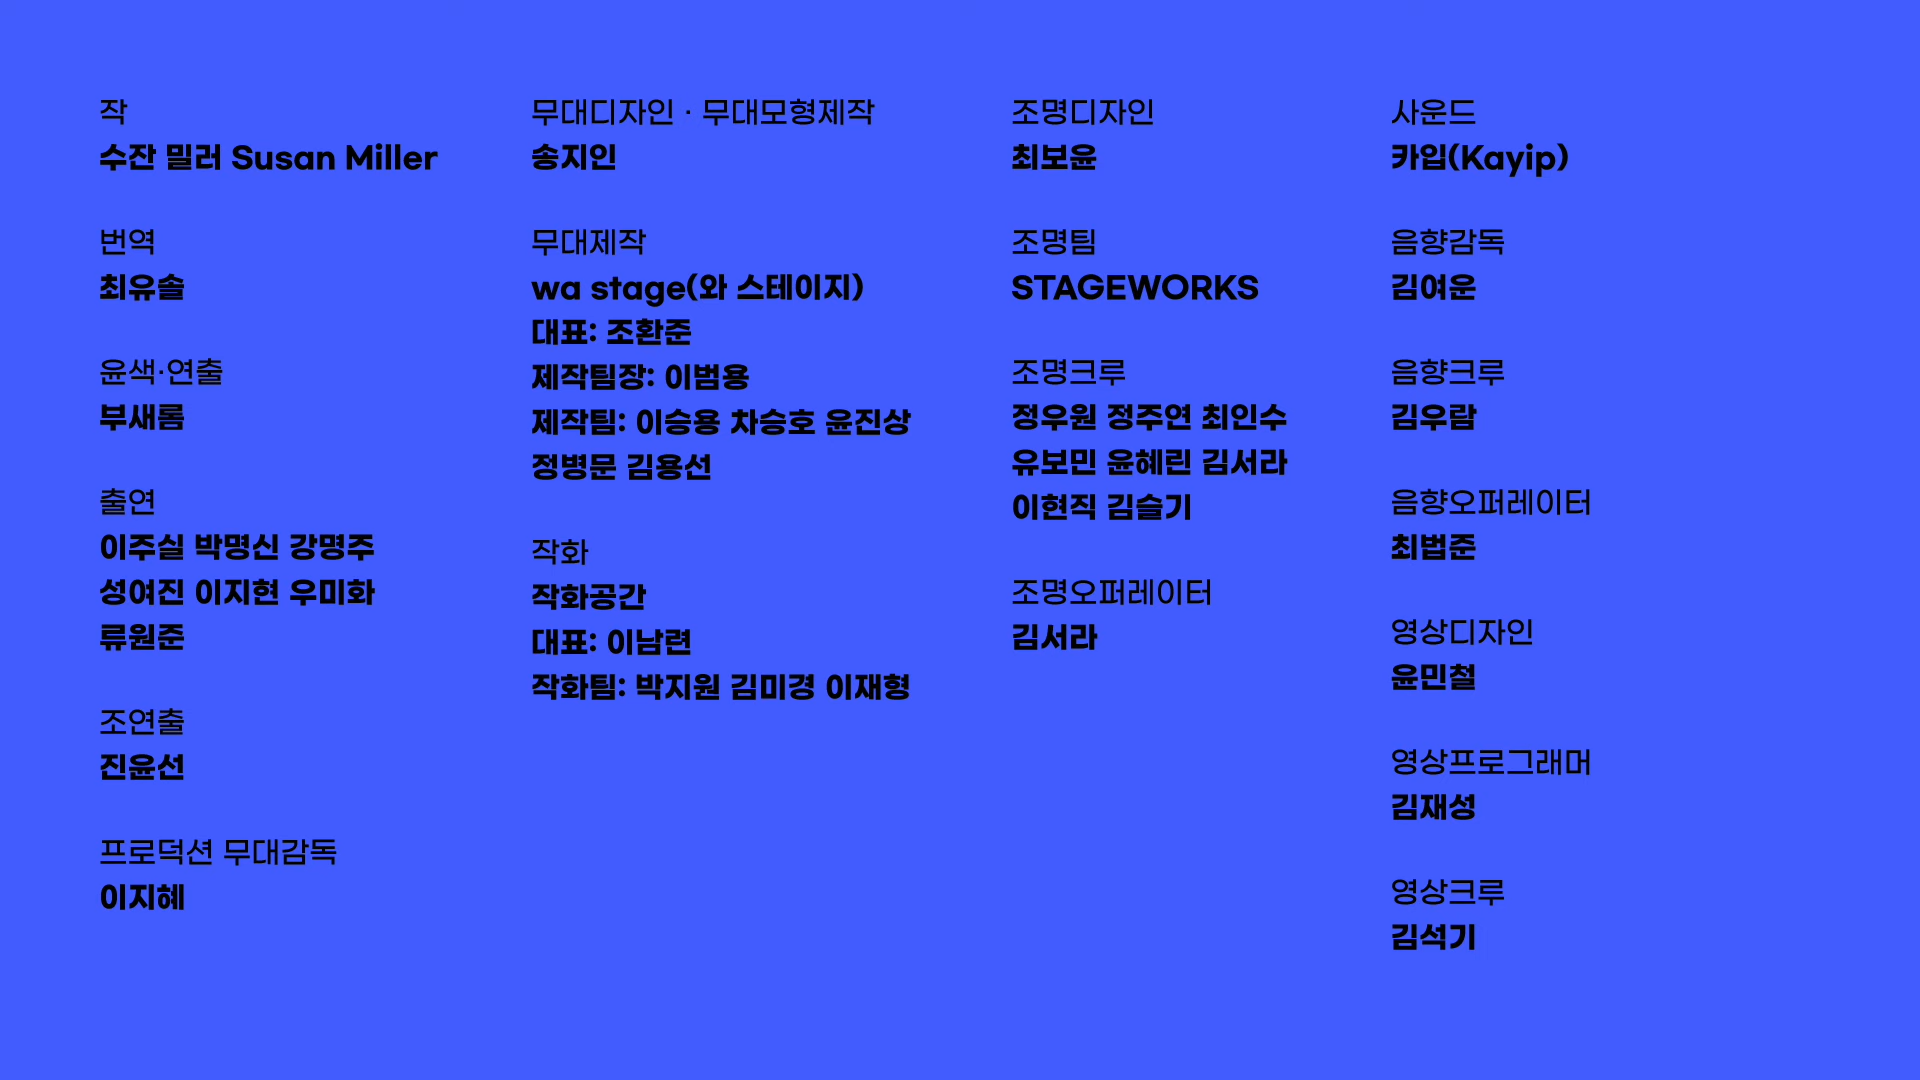 작
수잔 밀러 Susan Miller
번역
최유솔
윤색·연출
부새롬
출연
이주실 박명신 강명주
성여진 이지현 우미화
류원준
조연출
진윤선
프로덕션 무대감독
이지혜
무대디자인 · 무대모형제작
송지인
무대제작
wa stage(와 스테이지)
대표: 조환준
제작팀장: 이범용
제작팀: 이승용 차승호 윤진상
정병문 김용선
작화
작화공간
대표: 이남련
작화팀: 박지원 김미경 이재형
조명디자인
최보윤
조명팀
STAGEWORKS
조명크루
정우원 정주연 최인수
유보민 윤혜린 김서라
이현직 김슬기
조명오퍼레이터
김서라
사운드
카입(Kayip)
음향감독
김여운
음향크루
김우람
음향오퍼레이터
최법준
영상디자인
윤민철
영상프로그래머
김재성
영상크루
김석기